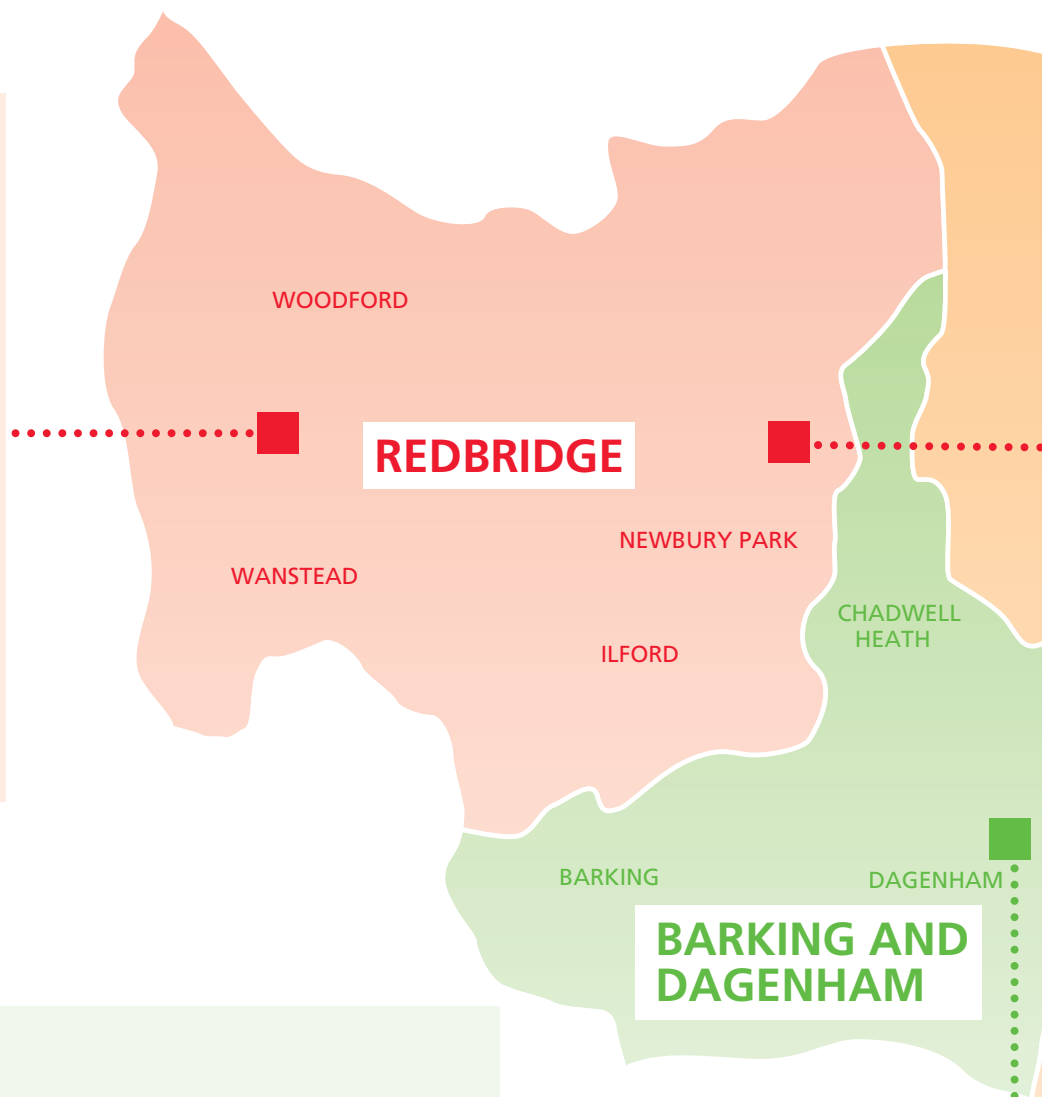 WOODFORD
REDBRIDGE
NEWBURY PARK
WANSTEAD
CHADWELL
HEATH
ILFORD
BARKING
DAGENHAM
BARKING AND
DAGENHAM